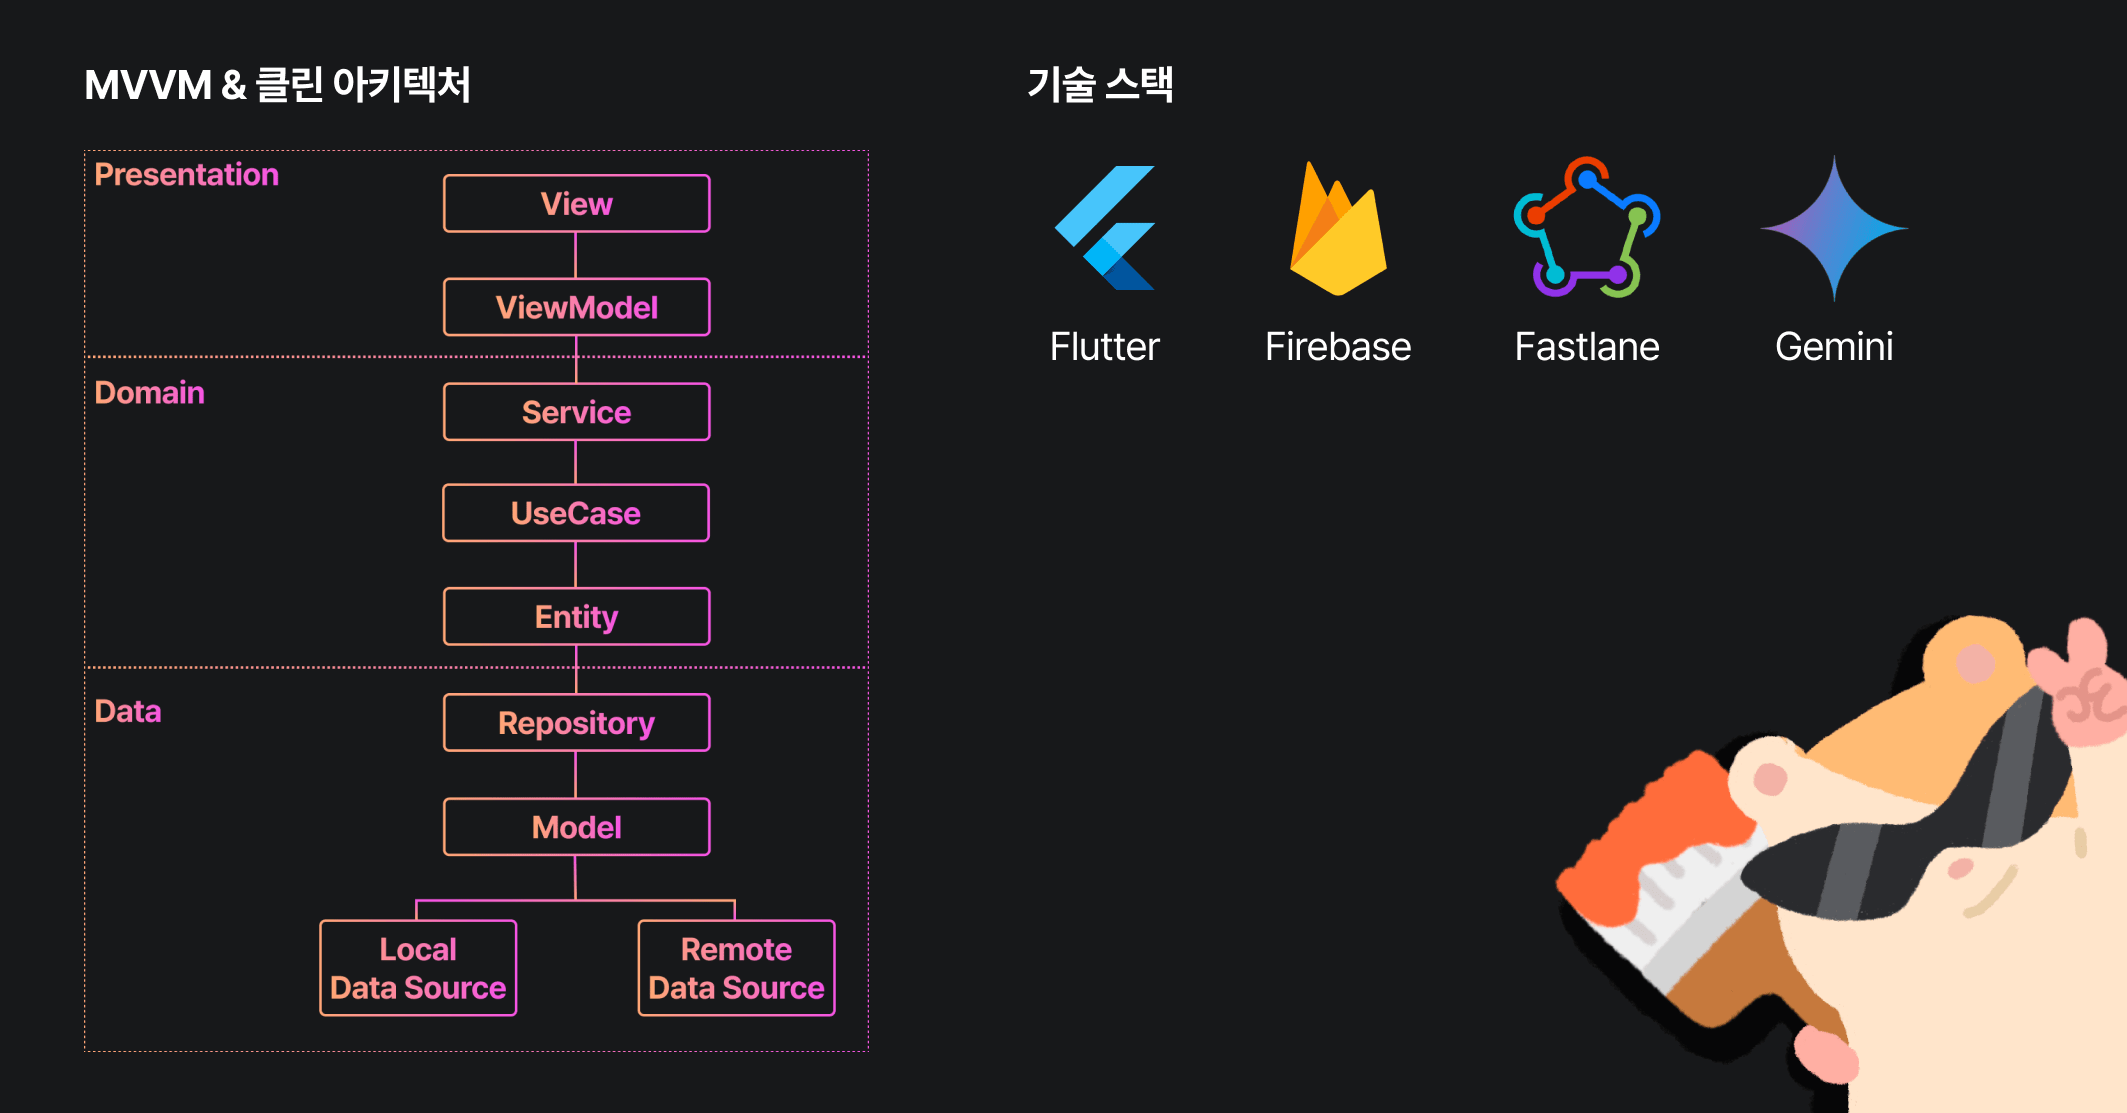 MVVM & 클린 아키텍처
Presentation
View
ViewModel
Domain
Service
UseCase
Entity
Data
Repository
Model
Local
Data Source
Remote
Data Source
기술 스택
Flutter
Firebase
Fastlane
Gemini